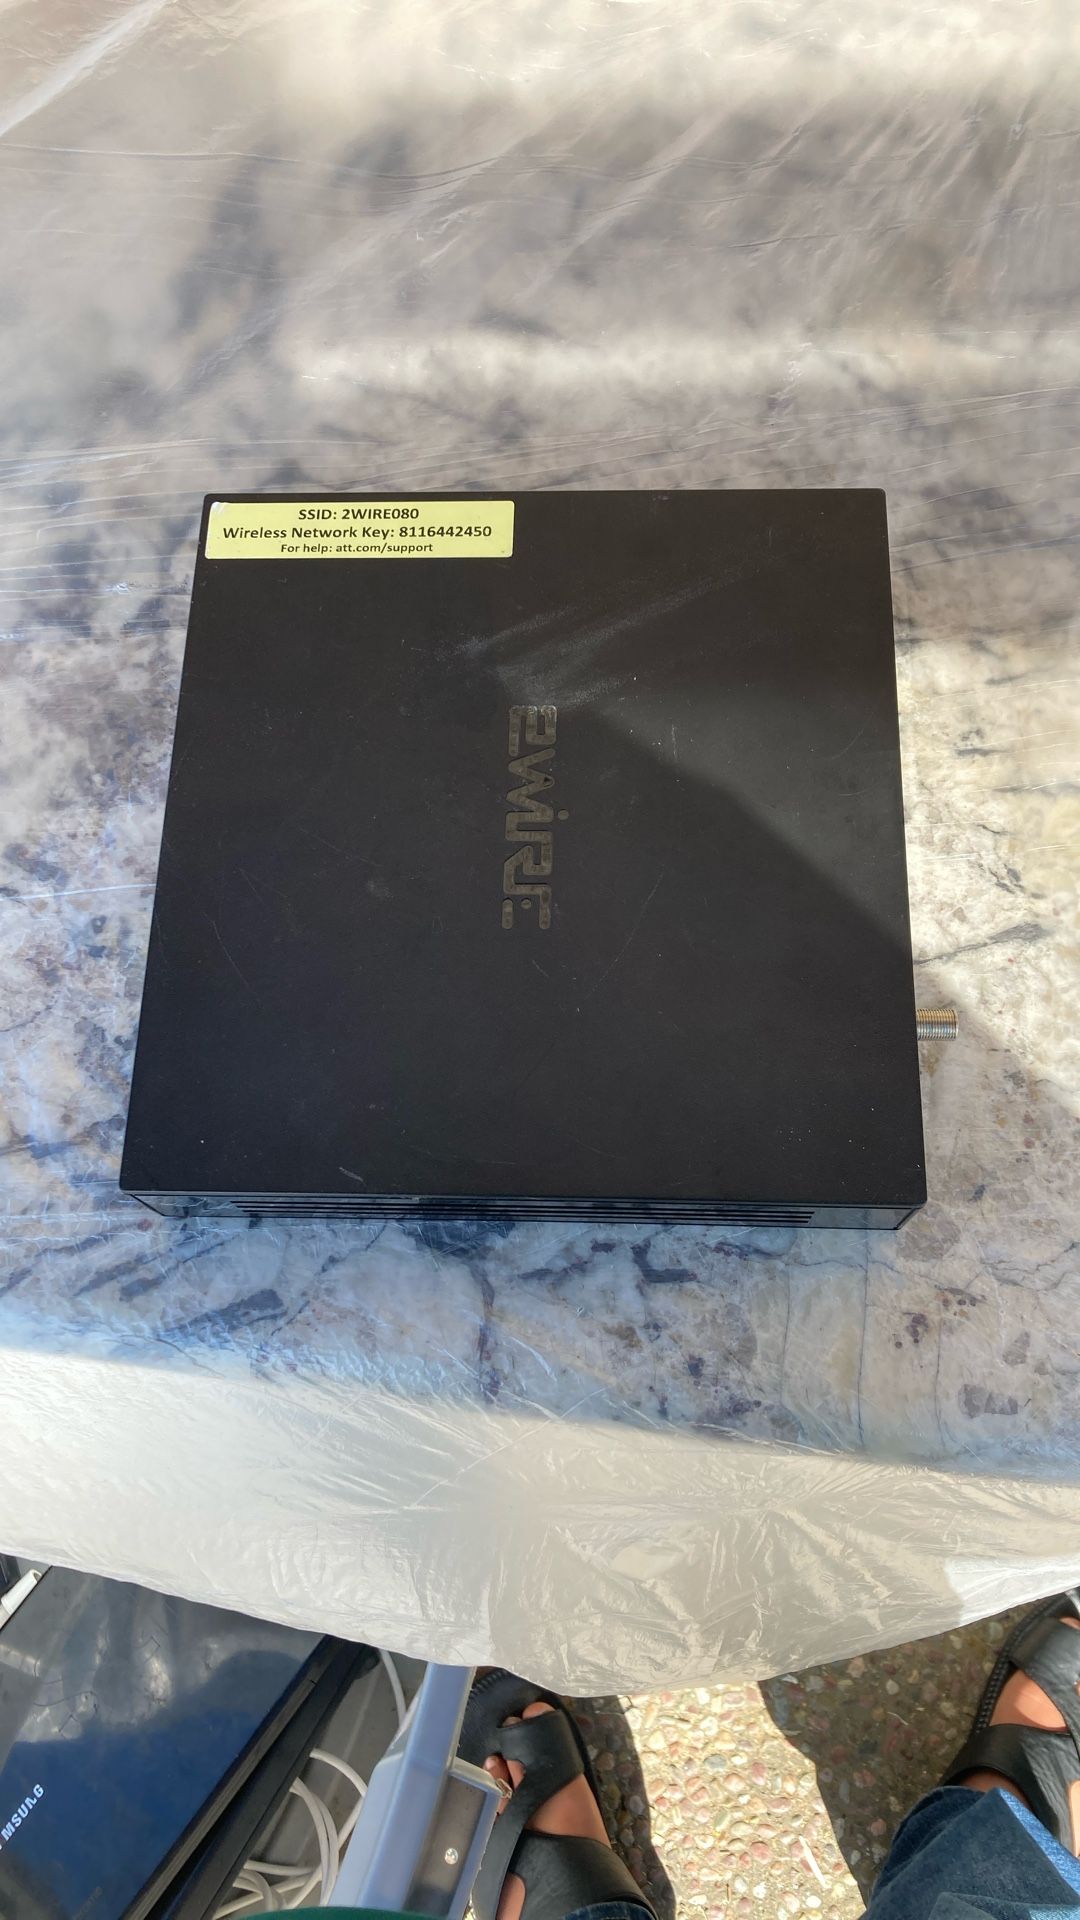 SSID: 2WIRE080
Wireless Network Key: 8116442450
For help: att.com/support
2WIRE
MSUNG